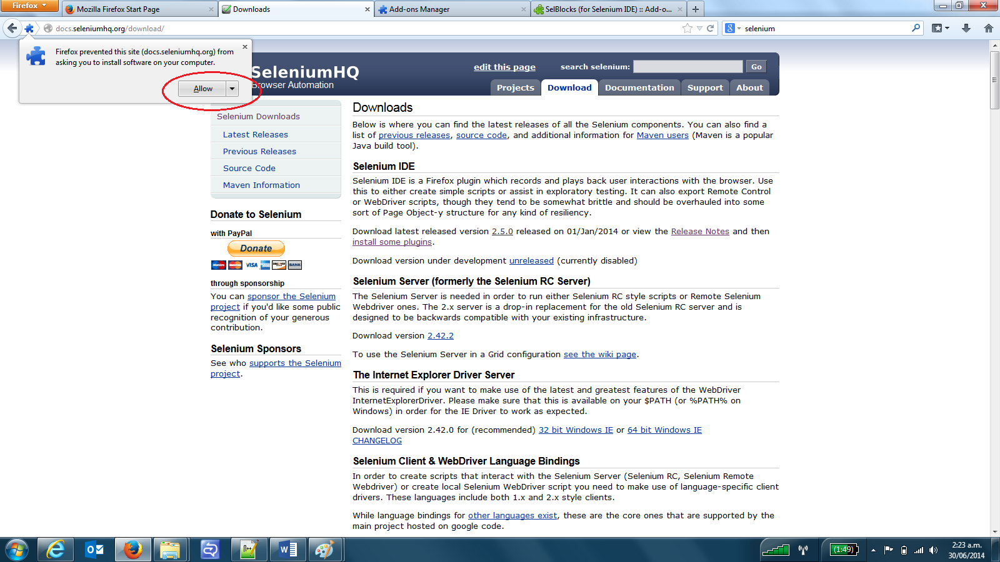 Firefox
Mozilla Firefox Start Page
Downloads
Add-ons Manager
SelBlocks (for Selenium IDE) :: Add-o...
docs.seleniumhq.org/download/
selenium
Firefox prevented this site (docs.seleniumhq.org) from
asking you to install software on your computer.
Allow
SeleniumHQ
Browser Automation
edit this page
search selenium:
Go
Projects
Download
Documentation
Support
About
Selenium Downloads
Latest Releases
Previous Releases
Source Code
Maven Information
Donate to Selenium
with PayPal
Donate
VISA
BANK
through sponsorship
You can sponsor the Selenium
project if you'd like some public
recognition of your generous
contribution.
Selenium Sponsors
See who supports the Selenium
project.
Downloads
Below is where you can find the latest releases of all the Selenium components. You can also find a
list of previous releases, source code, and additional information for Maven users (Maven is a popular
Java build tool).
Selenium IDE
Selenium IDE is a Firefox plugin which records and plays back user interactions with the browser. Use
this to either create simple scripts or assist in exploratory testing. It can also export Remote Control
or WebDriver scripts, though they tend to be somewhat brittle and should be overhauled into some
sort of Page Object-y structure for any kind of resiliency.
Download latest released version 2.5.0 released on 01/Jan/2014 or view the Release Notes and then
install some plugins.
Download version under development unreleased (currently disabled)
Selenium Server (formerly the Selenium RC Server)
The Selenium Server is needed in order to run either Selenium RC style scripts or Remote Selenium
Webdriver ones. The 2.x server is a drop-in replacement for the old Selenium RC server and is
designed to be backwards compatible with your existing infrastructure.
Download version 2.42.2
To use the Selenium Server in a Grid configuration see the wiki page.
The Internet Explorer Driver Server
This is required if you want to make use of the latest and greatest features of the WebDriver
InternetExplorerDriver. Please make sure that this is available on your $PATH (or %PATH% on
Windows) in order for the IE Driver to work as expected.
Download version 2.42.0 for (recommended) 32 bit Windows IE or 64 bit Windows IE
CHANGELOG
Selenium Client & WebDriver Language Bindings
In order to create scripts that interact with the Selenium Server (Selenium RC, Selenium Remote
Webdriver) or create local Selenium WebDriver script you need to make use of language-specific client
drivers. These languages include both 1.x and 2.x style clients.
While language bindings for other languages exist, these are the core ones that are supported by the
main project hosted on google code.
(1:49)
2:23 a.m.
30/06/2014